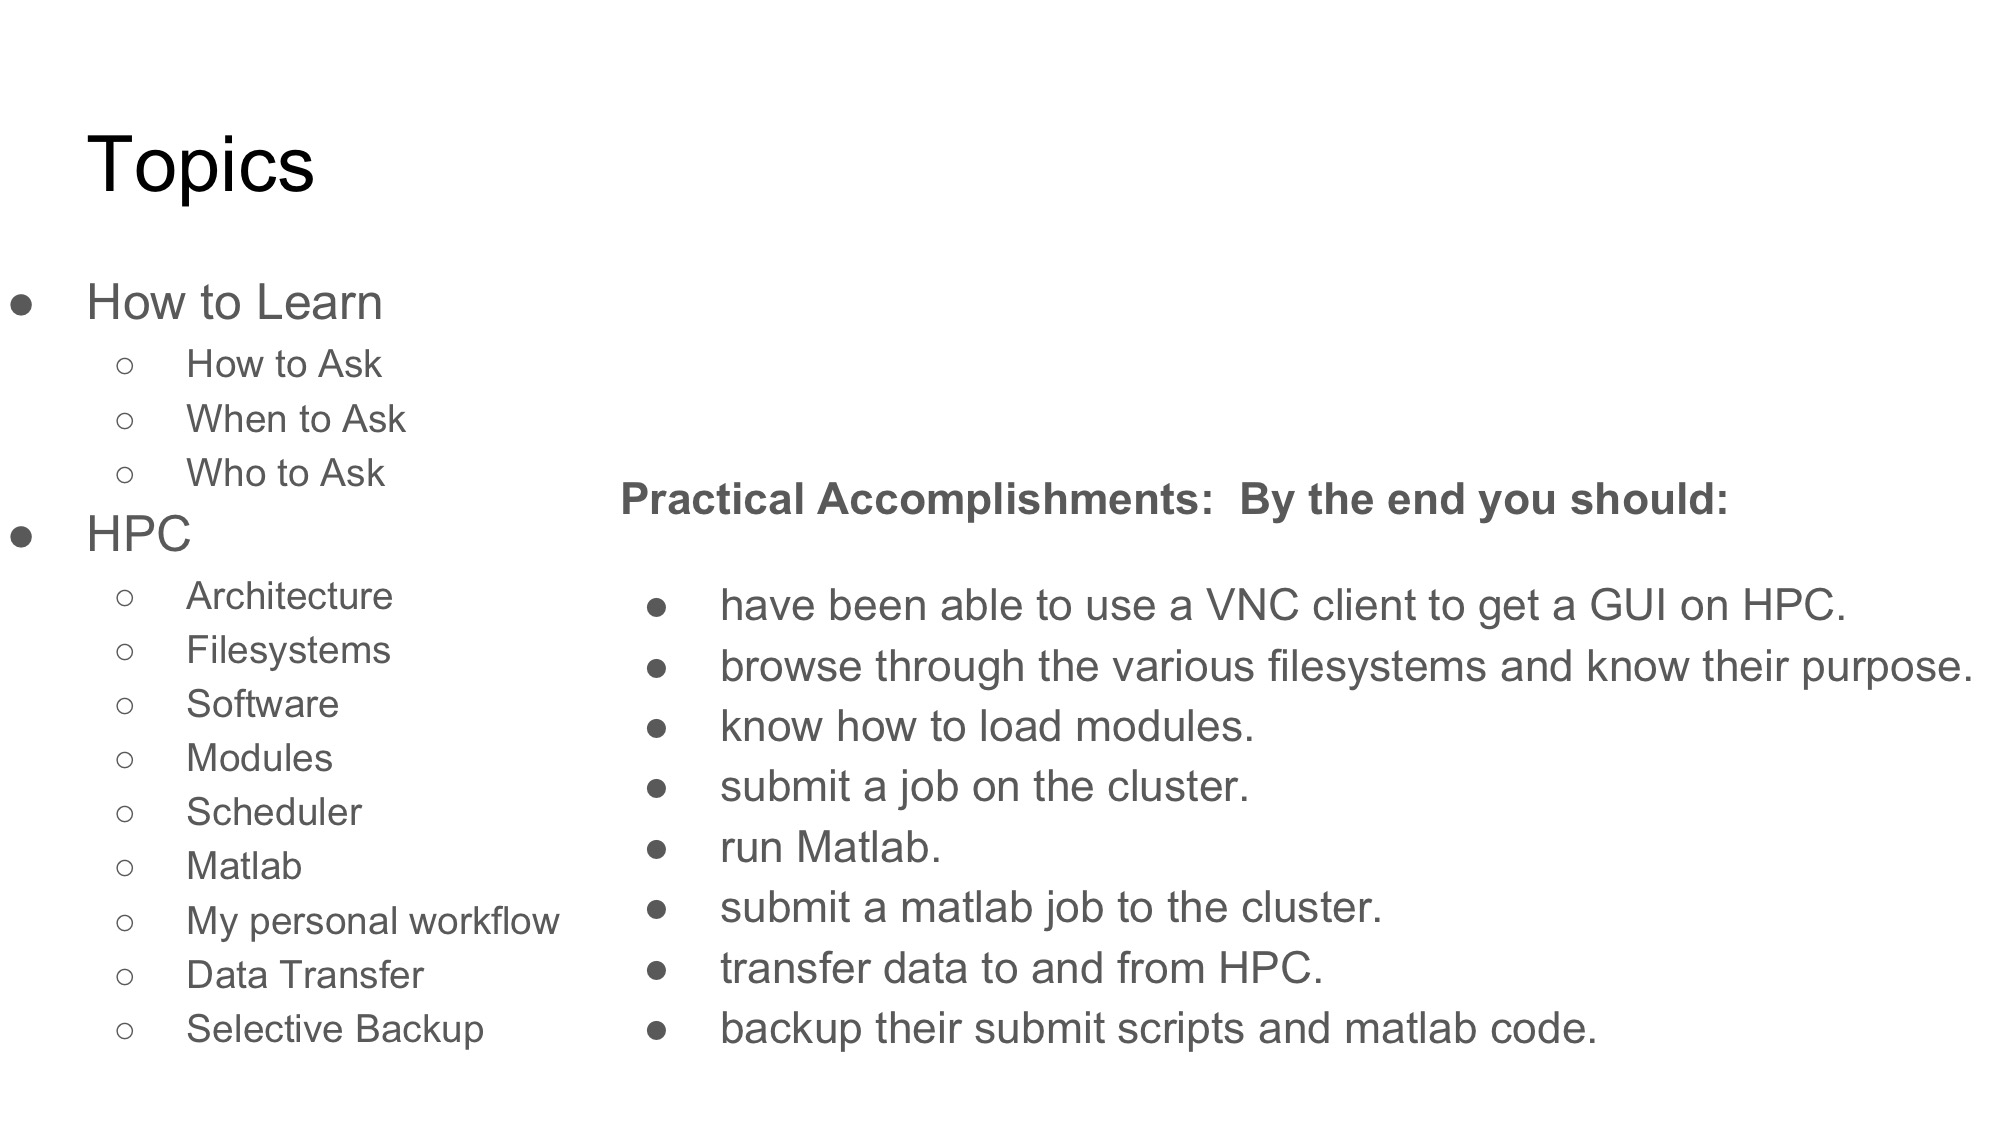 Topics
● How to Learn
○ How to Ask
○ When to Ask
○ Who to Ask
● HPC
○ Architecture
○ Filesystems
○ Software
○ Modules
○ Scheduler
○ Matlab
○ My personal workflow
○ Data Transfer
○ Selective Backup
Practical Accomplishments:  By the end you should:
● have been able to use a VNC client to get a GUI on HPC.
● browse through the various filesystems and know their purpose.
● know how to load modules.
● submit a job on the cluster.
● run Matlab.
● submit a matlab job to the cluster.
● transfer data to and from HPC.
● backup their submit scripts and matlab code.